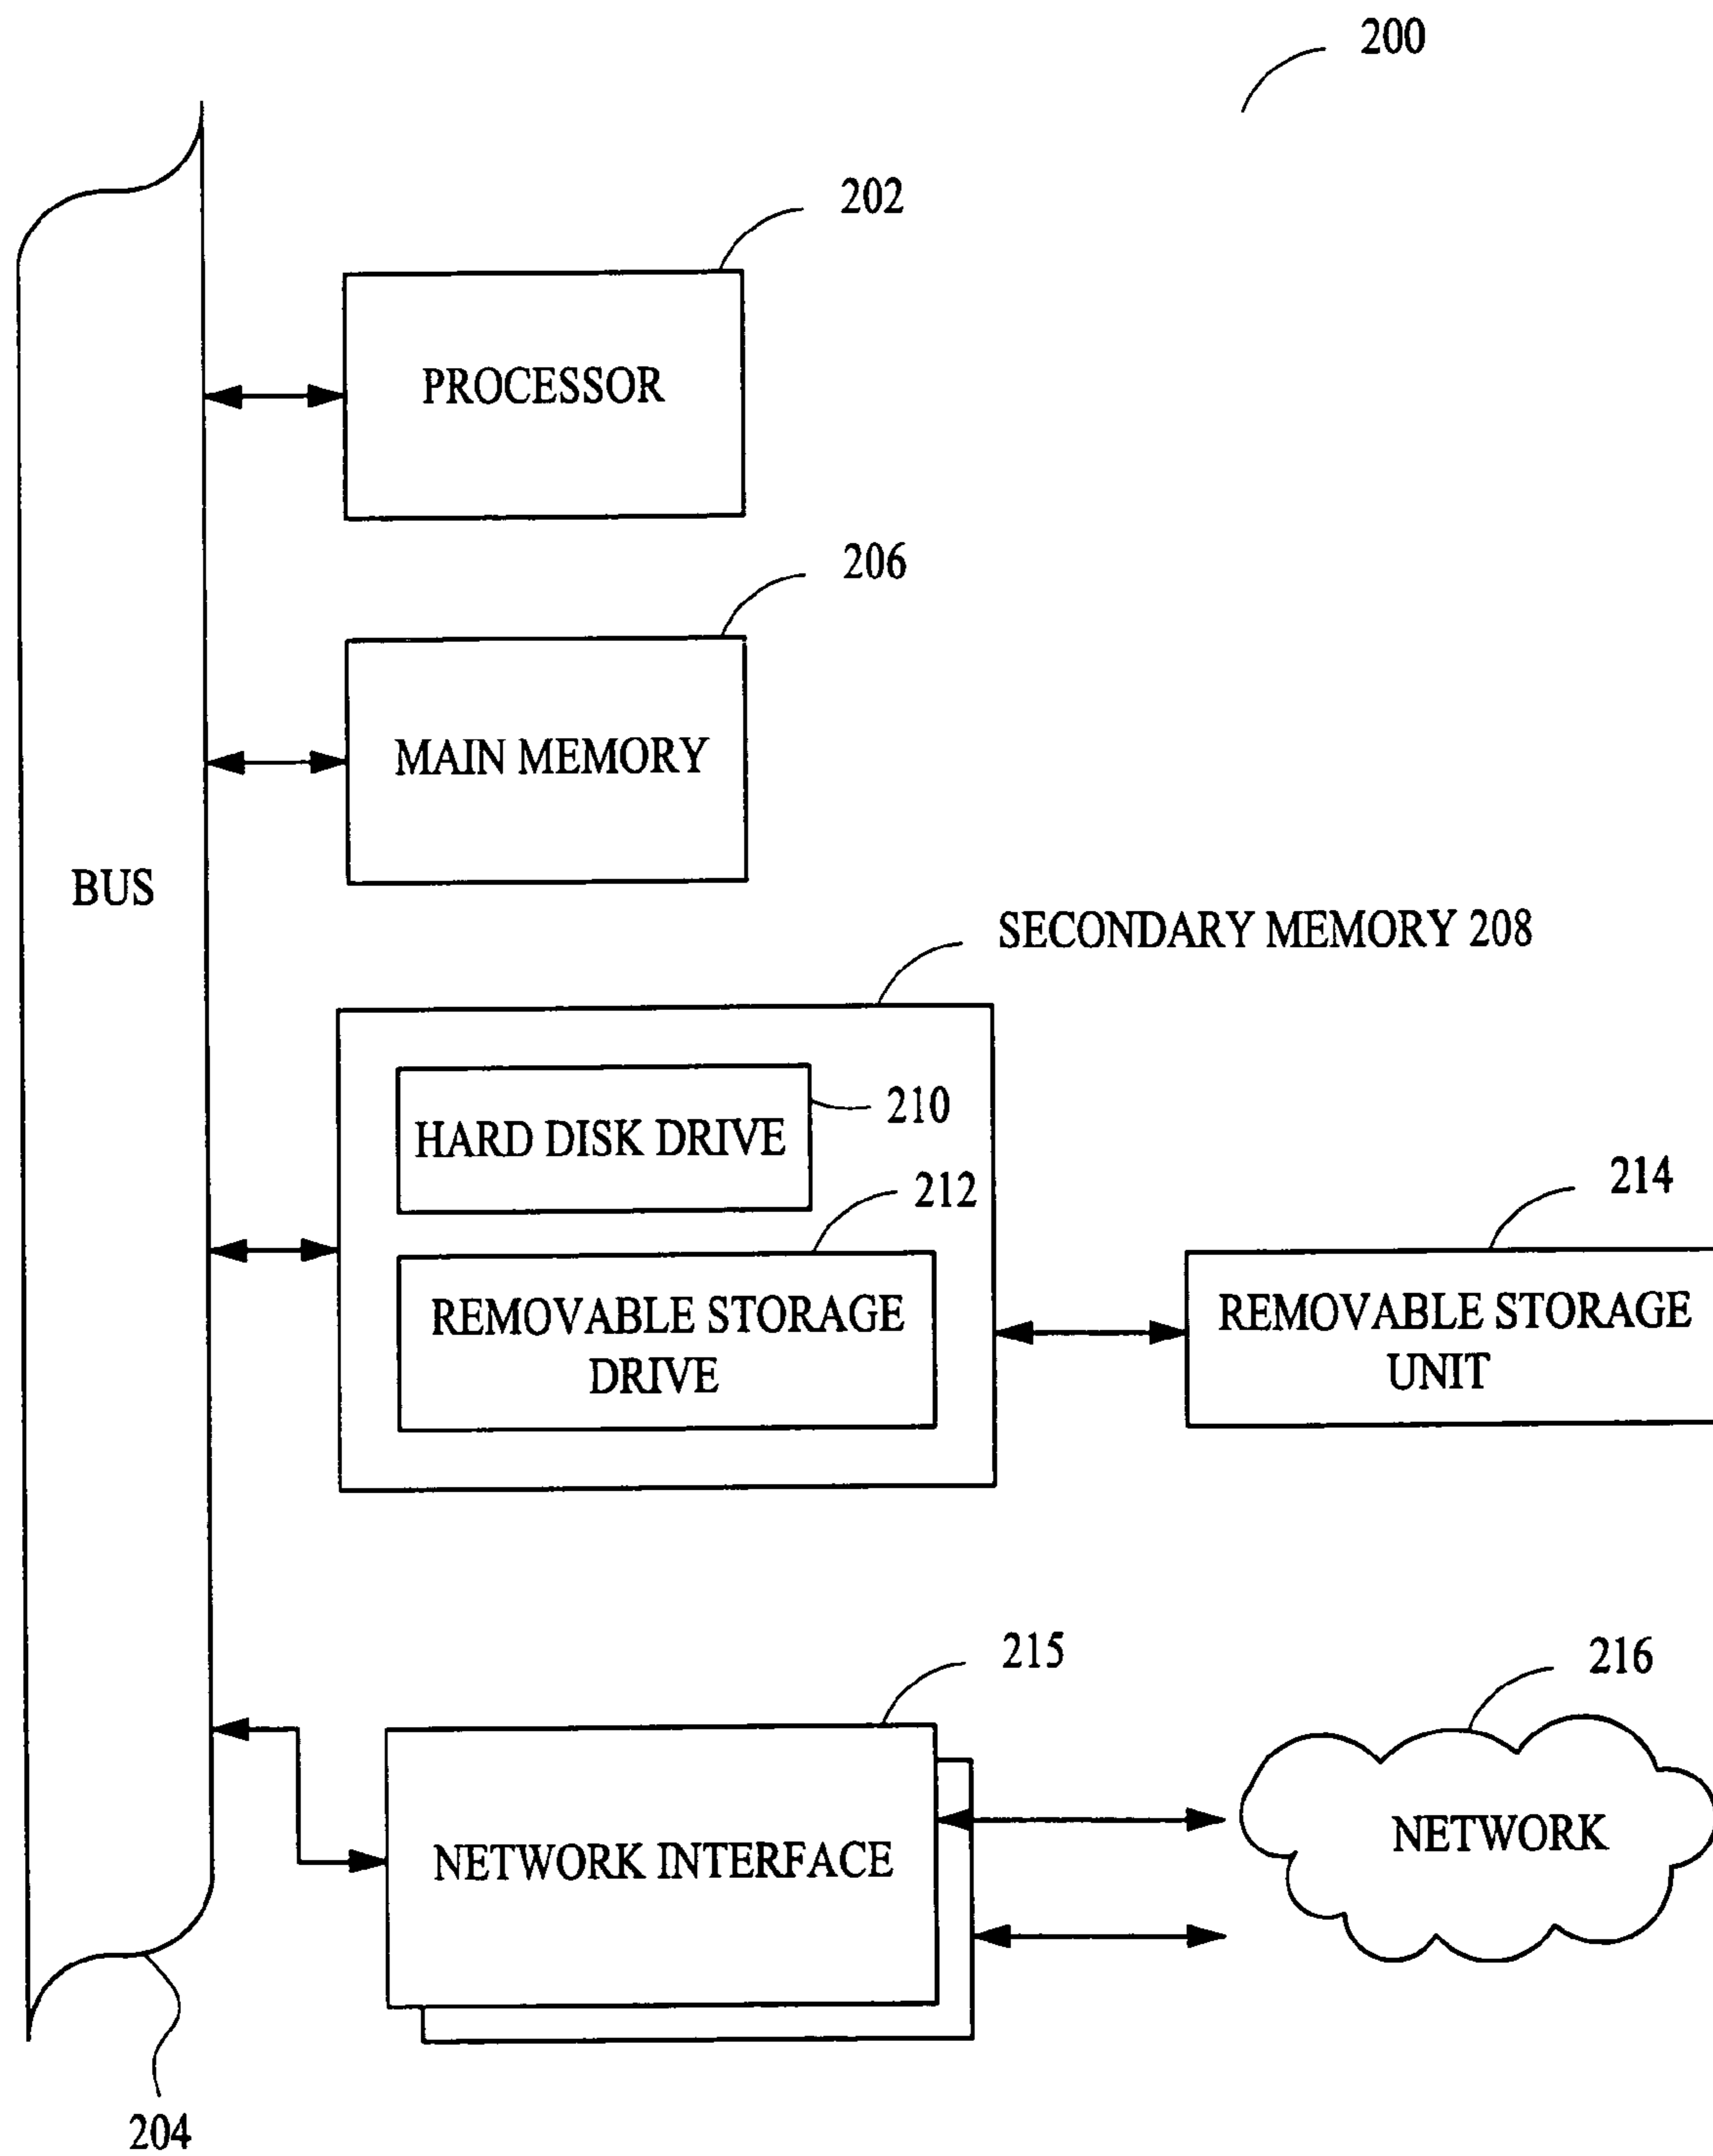 200
202
PROCESSOR
206
MAIN MEMORY
BUS
SECONDARY MEMORY 208
210
HARD DISK DRIVE
212
214
REMOVABLE STORAGE
DRIVE
REMOVABLE STORAGE
UNIT
215
216
NETWORK INTERFACE
NETWORK
204